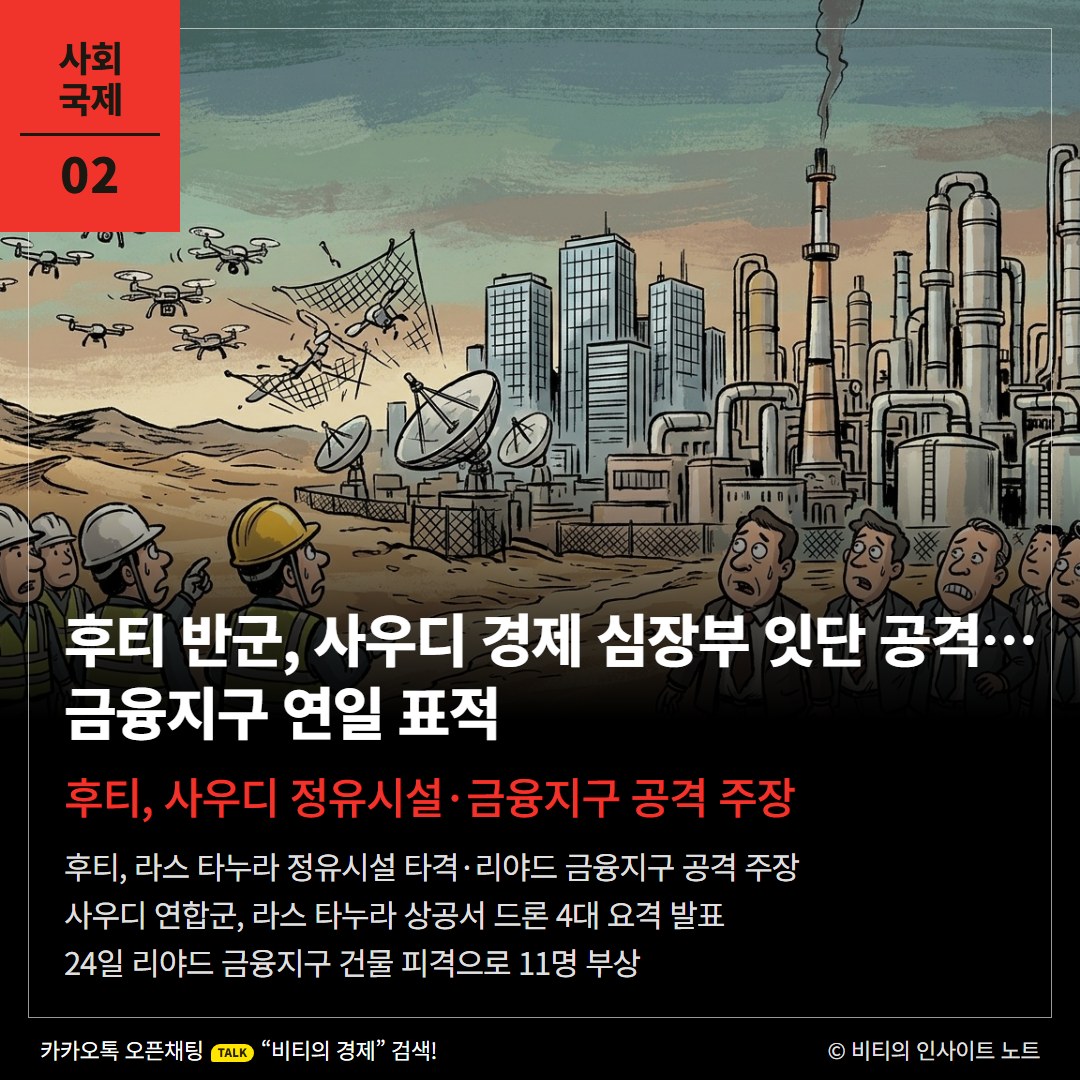 사회
국제
02
후티 반군, 사우디 경제 심장부 잇단 공격…
금융지구 연일 표적
후티, 사우디 정유시설·금융지구 공격 주장
후티, 라스 타누라 정유시설 타격·리야드 금융지구 공격 주장
사우디 연합군, 라스 타누라 상공서 드론 4대 요격 발표
24일 리야드 금융지구 건물 피격으로 11명 부상
카카오톡 오픈채팅 TALK “비티의 경제” 검색!
© 비티의 인사이트 노트